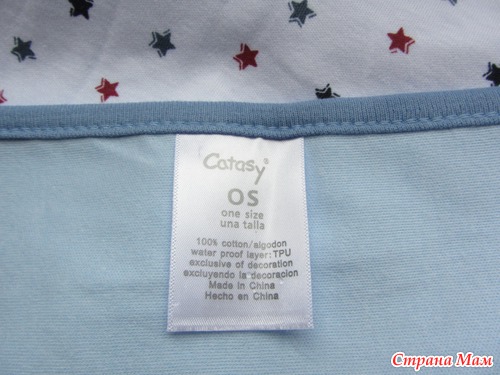 Catasy®
OS
one size
una talla
100% cotton/algodon
water proof layer: TPU
exclusive of decoration
excluyendo la decoracion
Made in China
Hecho en China
Страна Мам